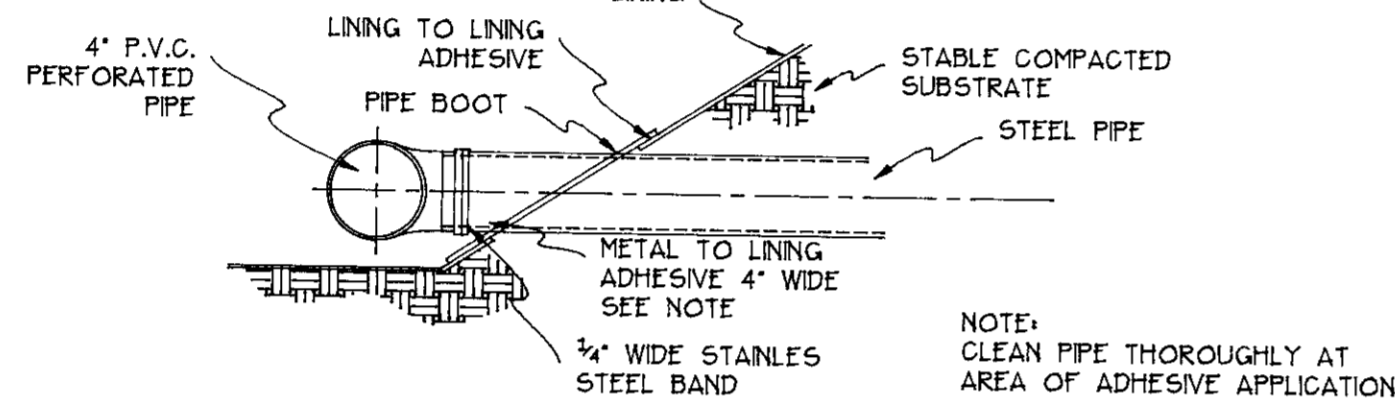 LINING TO LINING
ADHESIVE
4" P.V.C.
PERFORATED
PIPE
PIPE BOOT
STABLE COMPACTED
SUBSTRATE
STEEL PIPE
METAL TO LINING
ADHESIVE 4" WIDE
SEE NOTE
1/4" WIDE STAINLES
STEEL BAND
NOTE:
CLEAN PIPE THOROUGHLY AT
AREA OF ADHESIVE APPLICATION